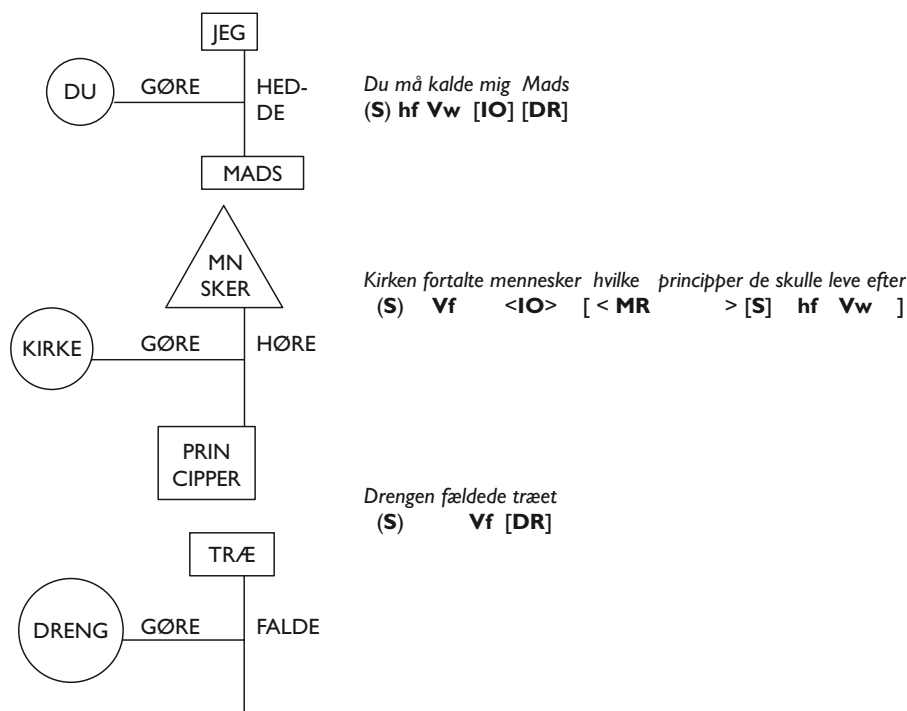 JEG
DU
GØRE
HED-
DE
MADS
Du må kalde mig Mads
(S) hf Vw [IO] [DR]
MN
SKER
KIRKE
GØRE
HØRE
PRIN
CIPPER
Kirken fortalte mennesker hvilke principper de skulle leve efter
(S) Vf <IO> [ < MR > [S] hf Vw ]
Drengen fældede træet
(S) Vf [DR]
TRÆ
DRENG
GØRE
FALDE